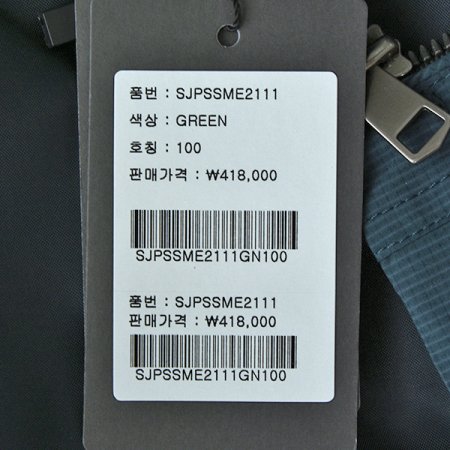 품번 : SJPSSME2111
색상 : GREEN
호칭 : 100
판매가격 : ₩418,000
SJPSSME2111GN100
품번 : SJPSSME2111
판매가격 : ₩418,000
SJPSSME2111GN100